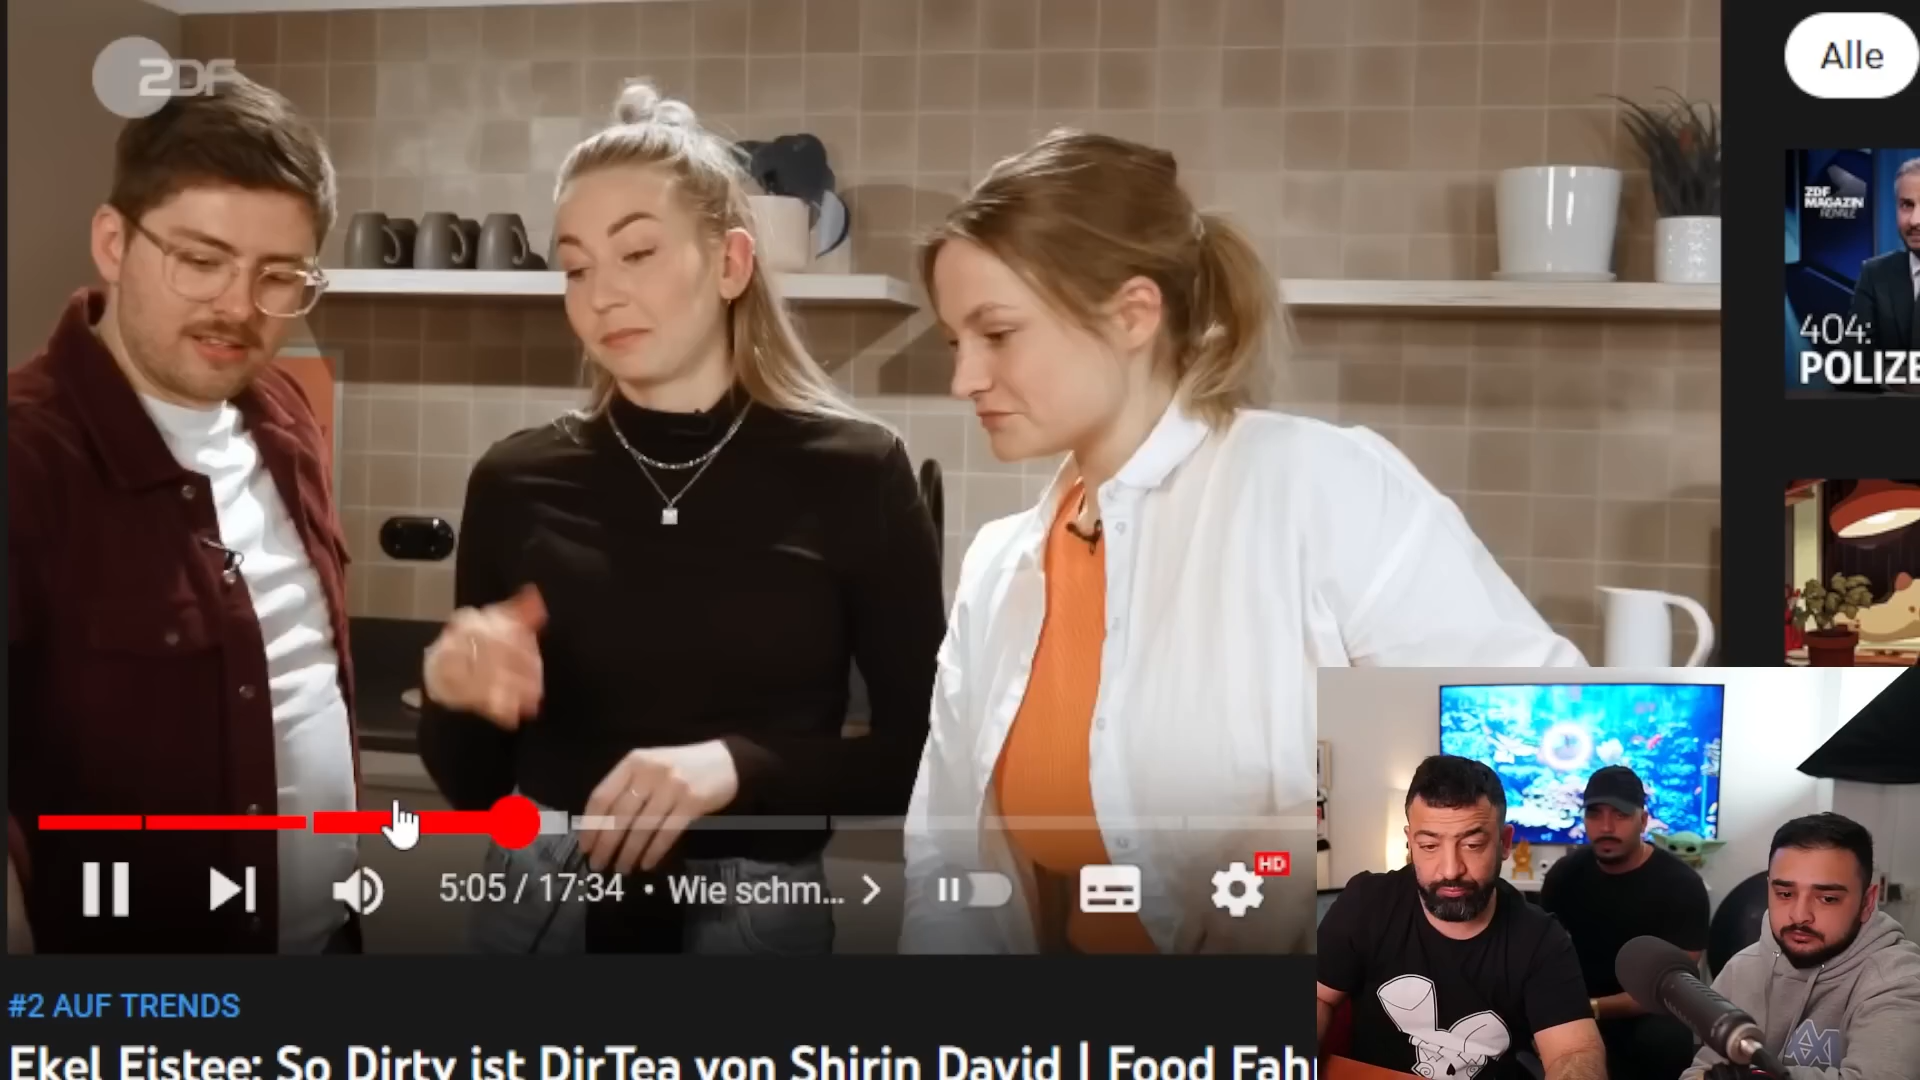 ZDF
Alle
ZDF
MAGAZIN
ROYALE
404:
POLIZE
HD
5:05 / 17:34 • Wie schm... >
#2 AUF TRENDS
Ekel Eistee: So Dirty ist DirTea von Shirin David | Food Fah